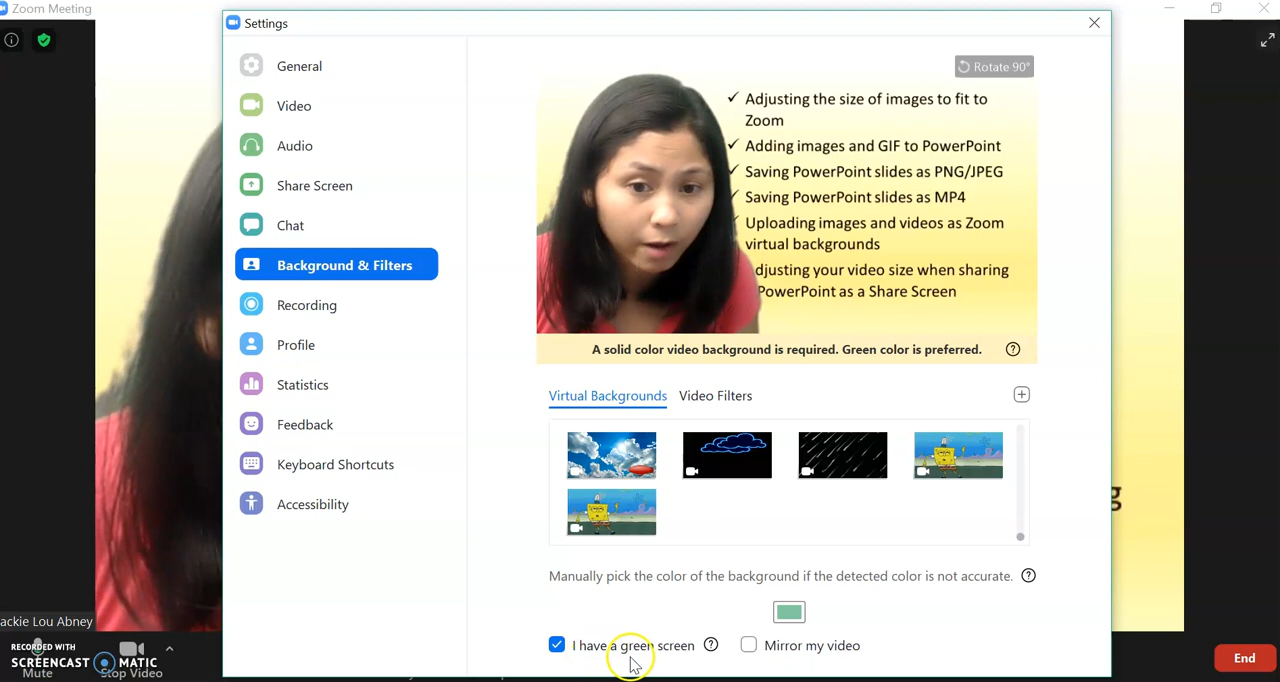 Zoom Meeting
Settings
General
Video
Audio
Share Screen
Chat
Background & Filters
Recording
Profile
Statistics
Feedback
Keyboard Shortcuts
Accessibility
Rotate 90°
✓ Adjusting the size of images to fit to
Zoom
✓ Adding images and GIF to PowerPoint
✓ Saving PowerPoint slides as PNG/JPEG
✓ Saving PowerPoint slides as MP4
Uploading images and videos as Zoom
virtual backgrounds
djusting your video size when sharing
PowerPoint as a Share Screen
A solid color video background is required. Green color is preferred.
Virtual Backgrounds
Video Filters
Manually pick the color of the background if the detected color is not accurate.
I have a green screen
Mirror my video
ackie Lou Abney
RECORDED WITH
SCREENCAST MATIC
Mute
Stop Video
End